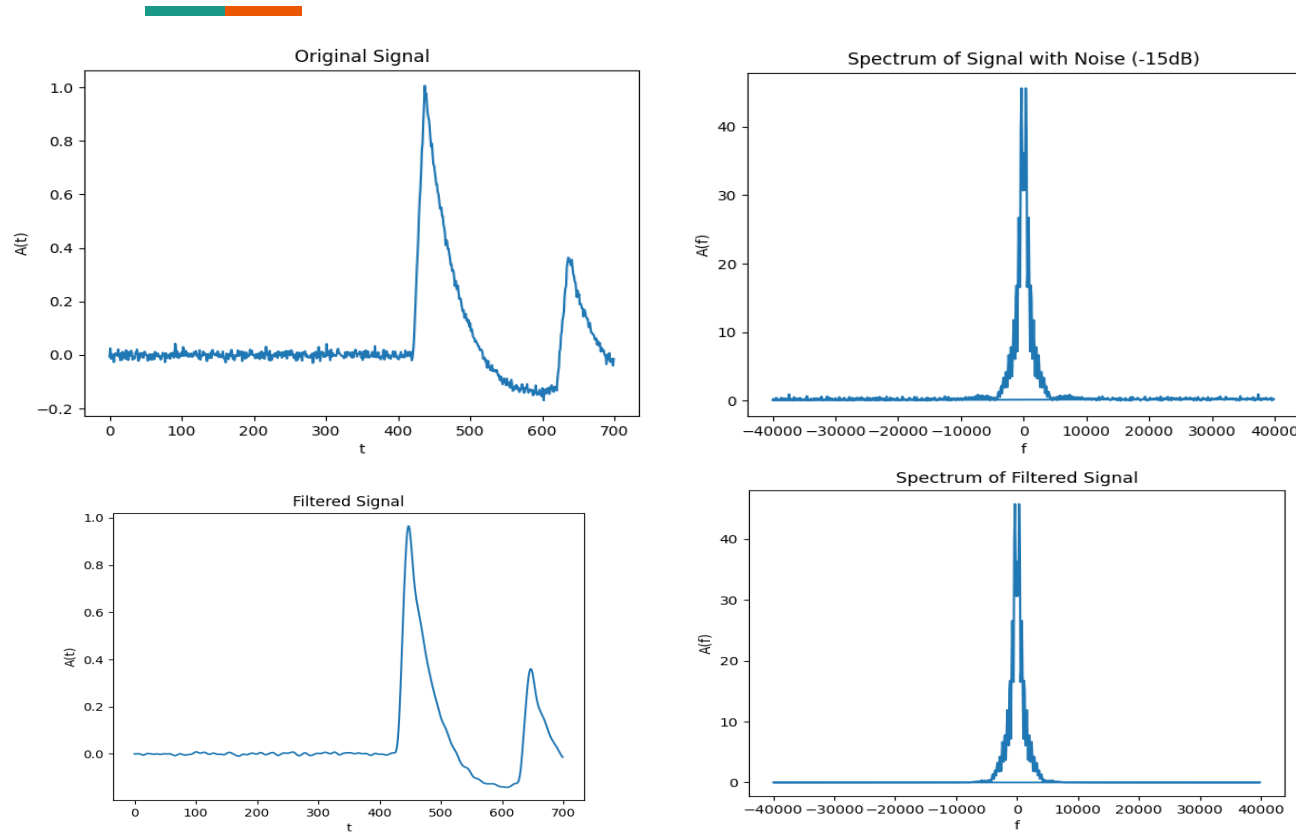 Original Signal
1.0
0.8
0.6
0.4
0.2
0.0
−0.2
A(t)
0 100 200 300 400 500 600 700
t
Spectrum of Signal with Noise (-15dB)
40
30
20
10
0
A(f)
−40000 −30000 −20000 −10000 0 10000 20000 30000 40000
f
Filtered Signal
1.0
0.8
0.6
0.4
0.2
0.0
A(t)
0 100 200 300 400 500 600 700
t
Spectrum of Filtered Signal
40
30
20
10
0
A(f)
−40000 −30000 −20000 −10000 0 10000 20000 30000 40000
f